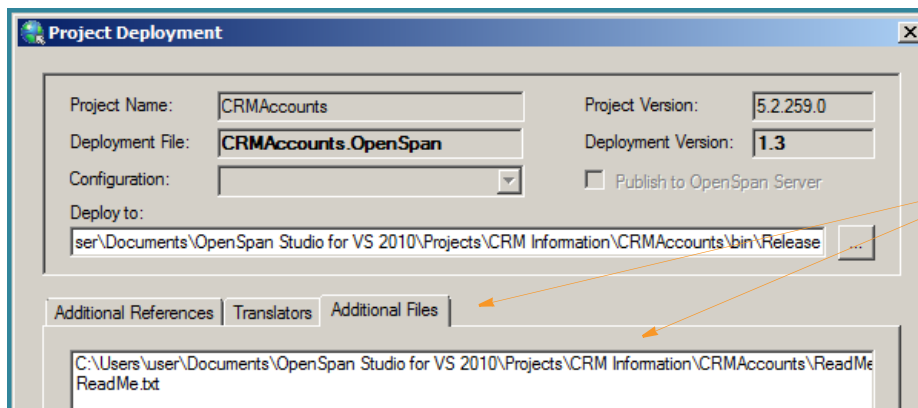 Project Deployment
Project Name: CRMAccounts Project Version: 5.2.259.0
Deployment File: CRMAccounts.OpenSpan Deployment Version: 1.3
Configuration: Publish to OpenSpan Server
Deploy to:
ser\Documents\OpenSpan Studio for VS 2010\Projects\CRM Information\CRMAccounts\bin\Release ...
Additional References Translators Additional Files
C:\Users\user\Documents\OpenSpan Studio for VS 2010\Projects\CRM Information\CRMAccounts\ReadMe
ReadMe.txt